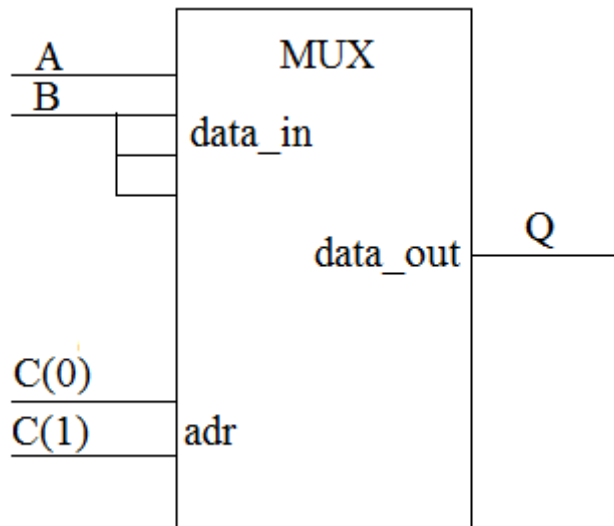 A
MUX
B
data_in
data_out
Q
C(0)
C(1)
adr